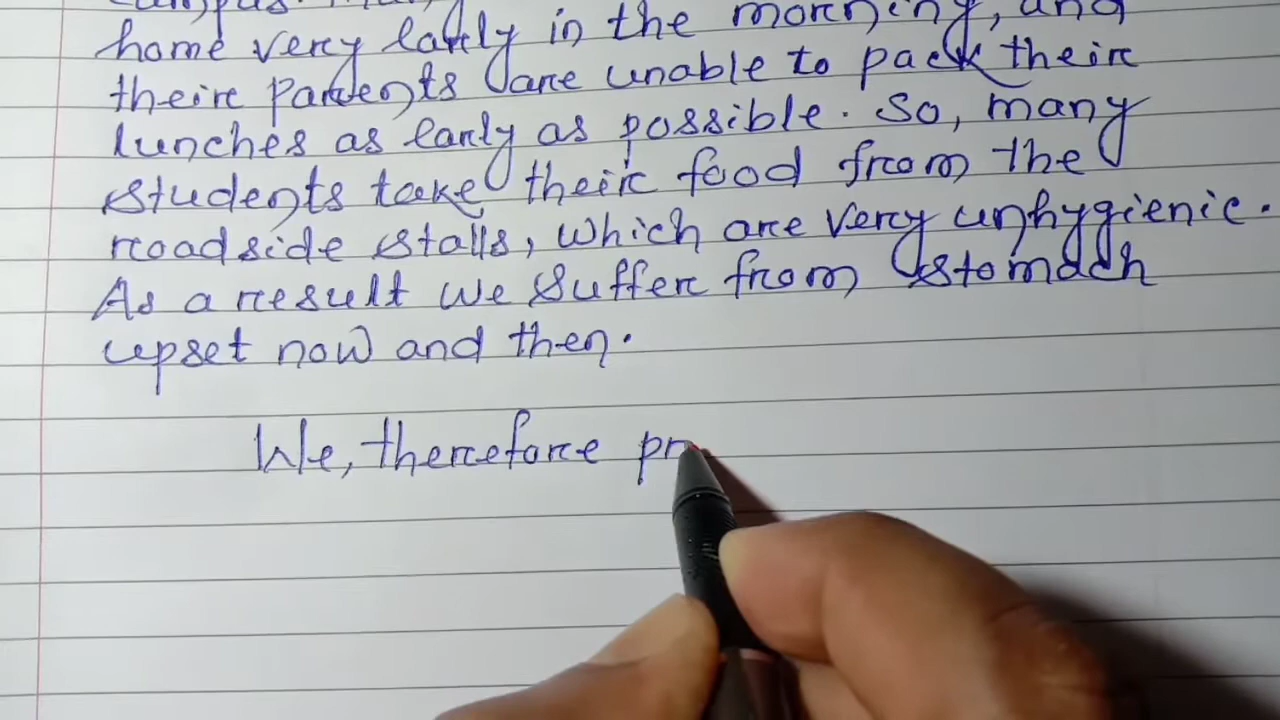 campus.
home very early in the morning, and
their parents are unable to pack their
lunches as early as possible. So, many
students take their food from the
roadside stalls, which are very unhygienic.
As a result we suffer from stomach
upset now and then.
We, therefore pr